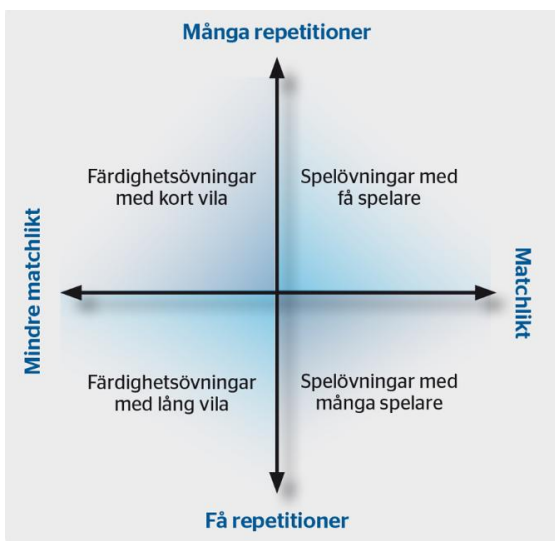 Många repetitioner
Färdighetsövningar
med kort vila
Spelövningar med
få spelare
Mindre matchlikt
Matchlikt
Färdighetsövningar
med lång vila
Spelövningar med
många spelare
Få repetitioner